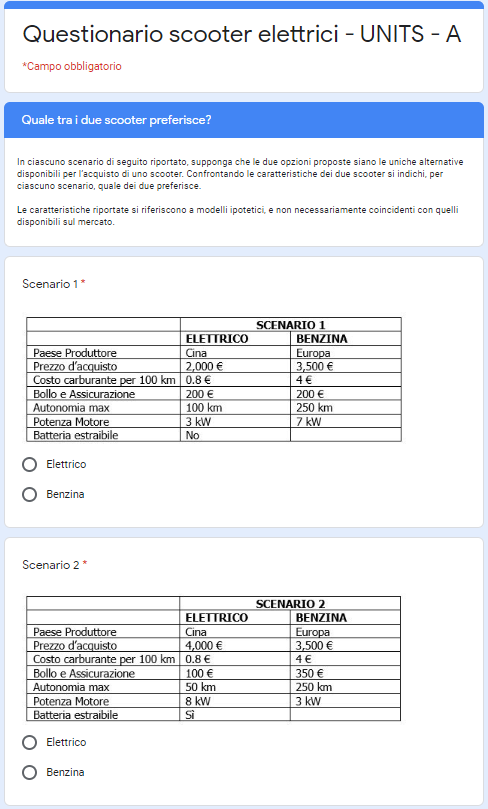 Questionario scooter elettrici - UNITS - A
*Campo obbligatorio
Quale tra i due scooter preferisce?
In ciascuno scenario di seguito riportato, supponga che le due opzioni proposte siano le uniche alternative
disponibili per l'acquisto di uno scooter. Confrontando le caratteristiche dei due scooter si indichi, per
ciascuno scenario, quale dei due preferisce.
Le caratteristiche riportate si riferiscono a modelli ipotetici, e non necessariamente coincidenti con quelli
disponibili sul mercato.
Scenario 1 *
SCENARIO 1
ELETTRICO BENZINA
Paese Produttore Cina Europa
Prezzo d'acquisto 2,000 € 3,500 €
Costo carburante per 100 km 0.8 € 4 €
Bollo e Assicurazione 200 € 200 €
Autonomia max 100 km 250 km
Potenza Motore 3 kW 7 kW
Batteria estraibile No
Elettrico
Benzina
Scenario 2 *
SCENARIO 2
ELETTRICO BENZINA
Paese Produttore Cina Europa
Prezzo d'acquisto 4,000 € 3,500 €
Costo carburante per 100 km 0.8 € 4 €
Bollo e Assicurazione 100 € 350 €
Autonomia max 50 km 250 km
Potenza Motore 8 kW 3 kW
Batteria estraibile Sì
Elettrico
Benzina